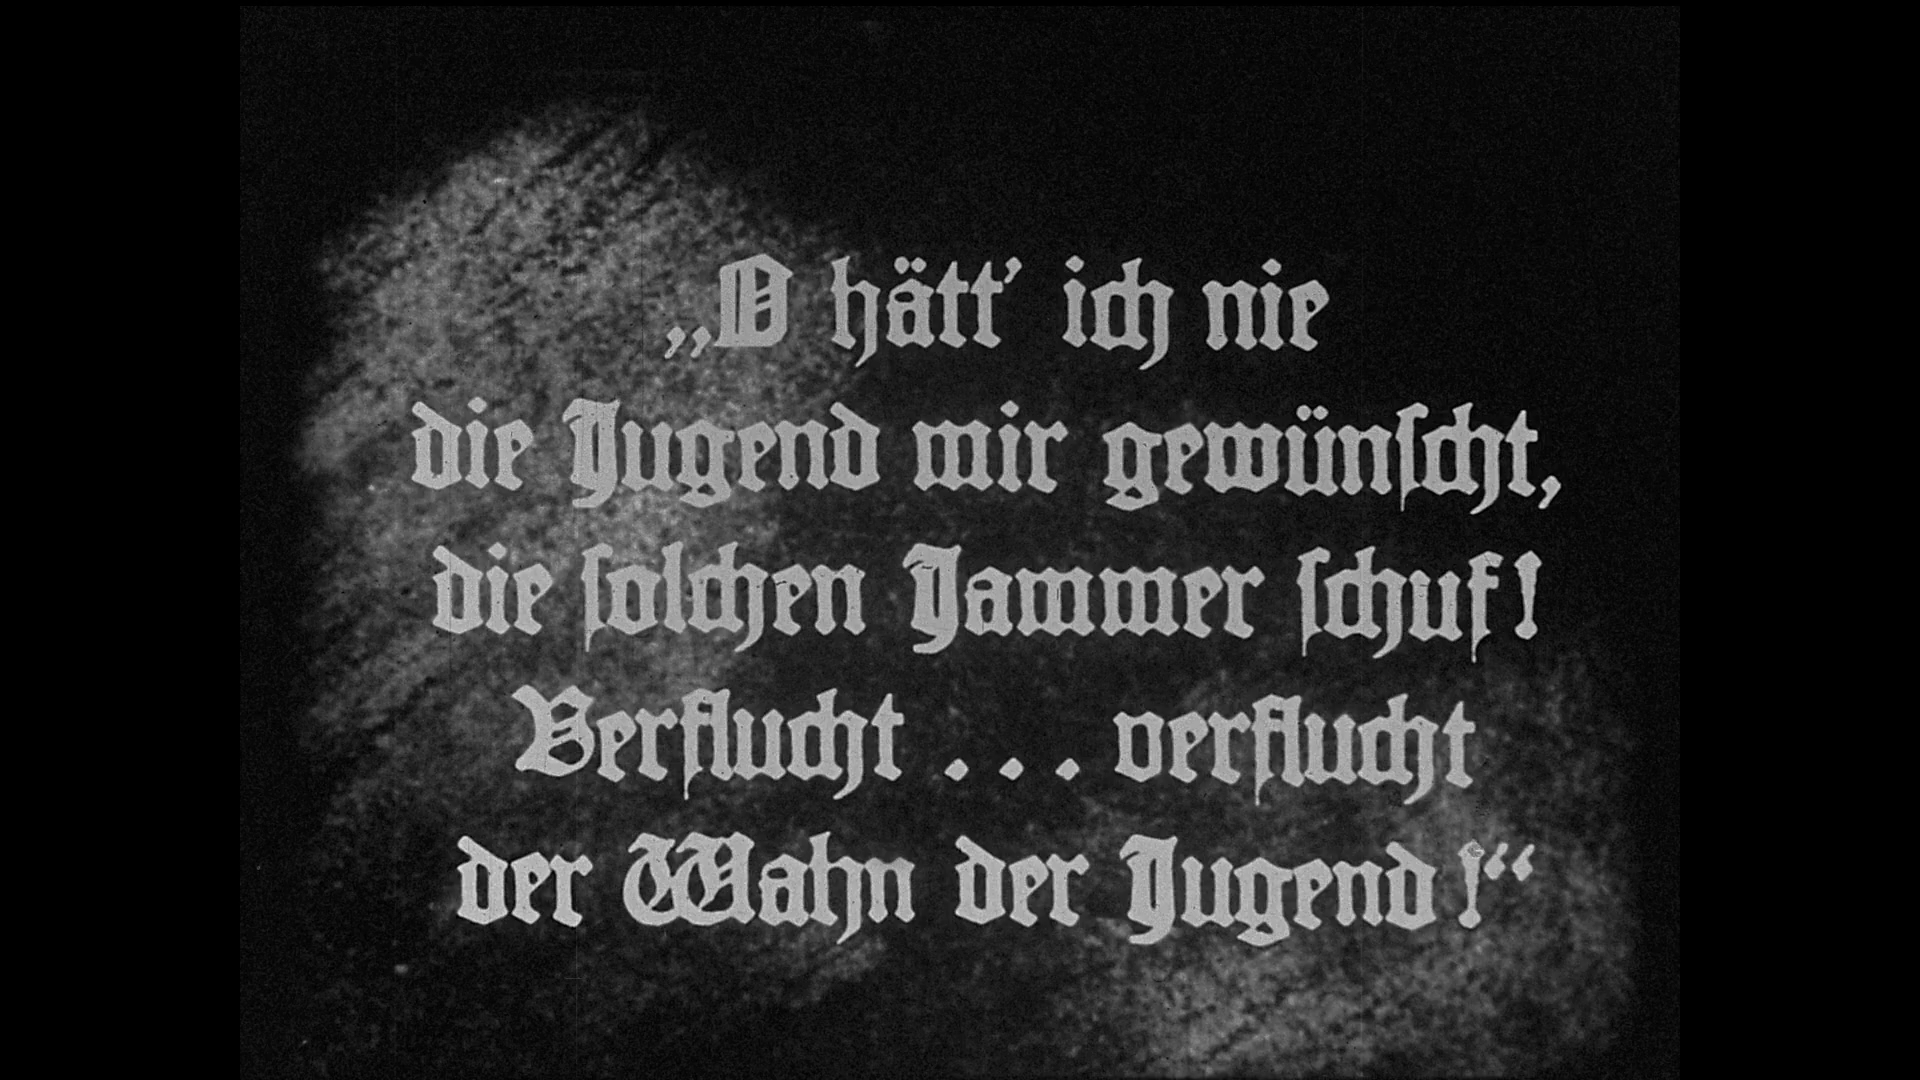 „O hätt’ ich nie
die Jugend mir gewünſcht,
die ſolchen Jammer ſchuf!
Verflucht . . . verflucht
der Wahn der Jugend!“